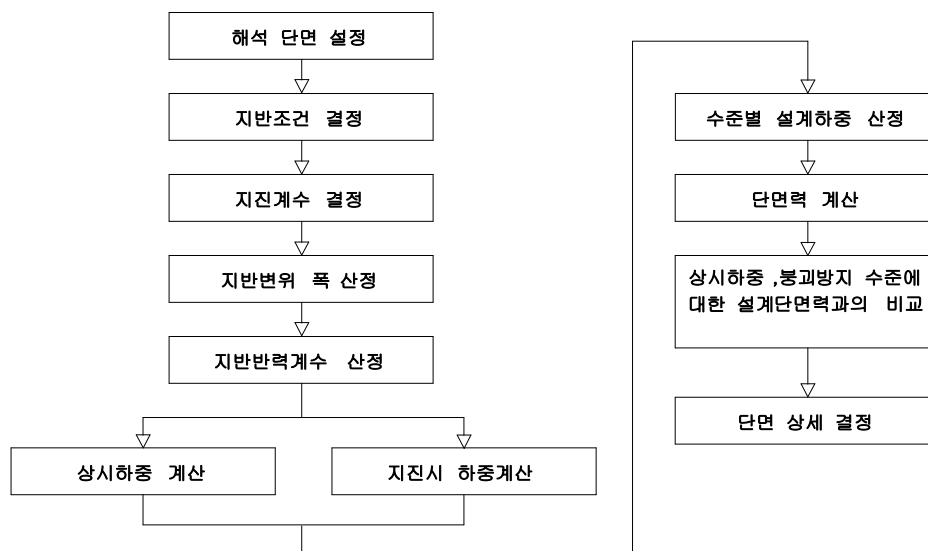 해석 단면 설정
지반조건 결정
지진계수 결정
지반변위 폭 산정
지반반력계수 산정
상시하중 계산
지진시 하중계산
수준별 설계하중 산정
단면력 계산
상시하중 ,붕괴방지 수준에
대한 설계단면력과의 비교
단면 상세 결정